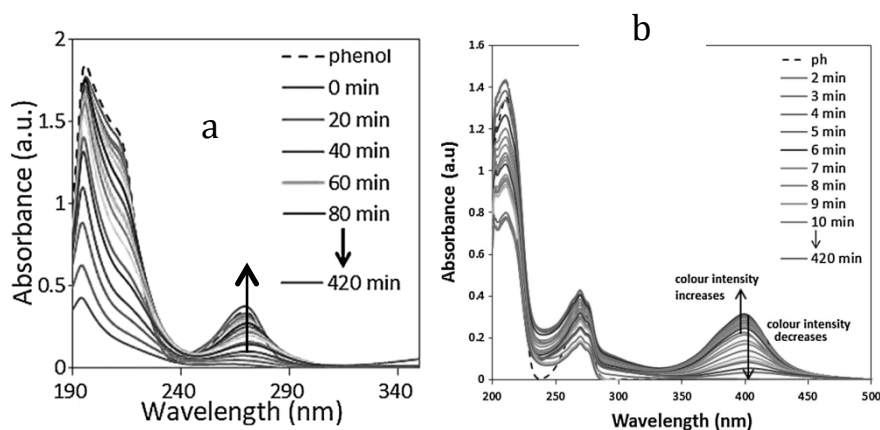 a
2
1.5
1
0.5
0
Absorbance (a.u.)
190
240
290
340
Wavelength (nm)
phenol
0 min
20 min
40 min
60 min
80 min
420 min
b
1.6
1.4
1.2
1.0
0.8
0.6
0.4
0.2
0
Absorbance (a.u)
200
250
300
350
400
450
500
Wavelength (nm)
ph
2 min
3 min
4 min
5 min
6 min
7 min
8 min
9 min
10 min
420 min
colour intensity
increases
colour intensity
decreases